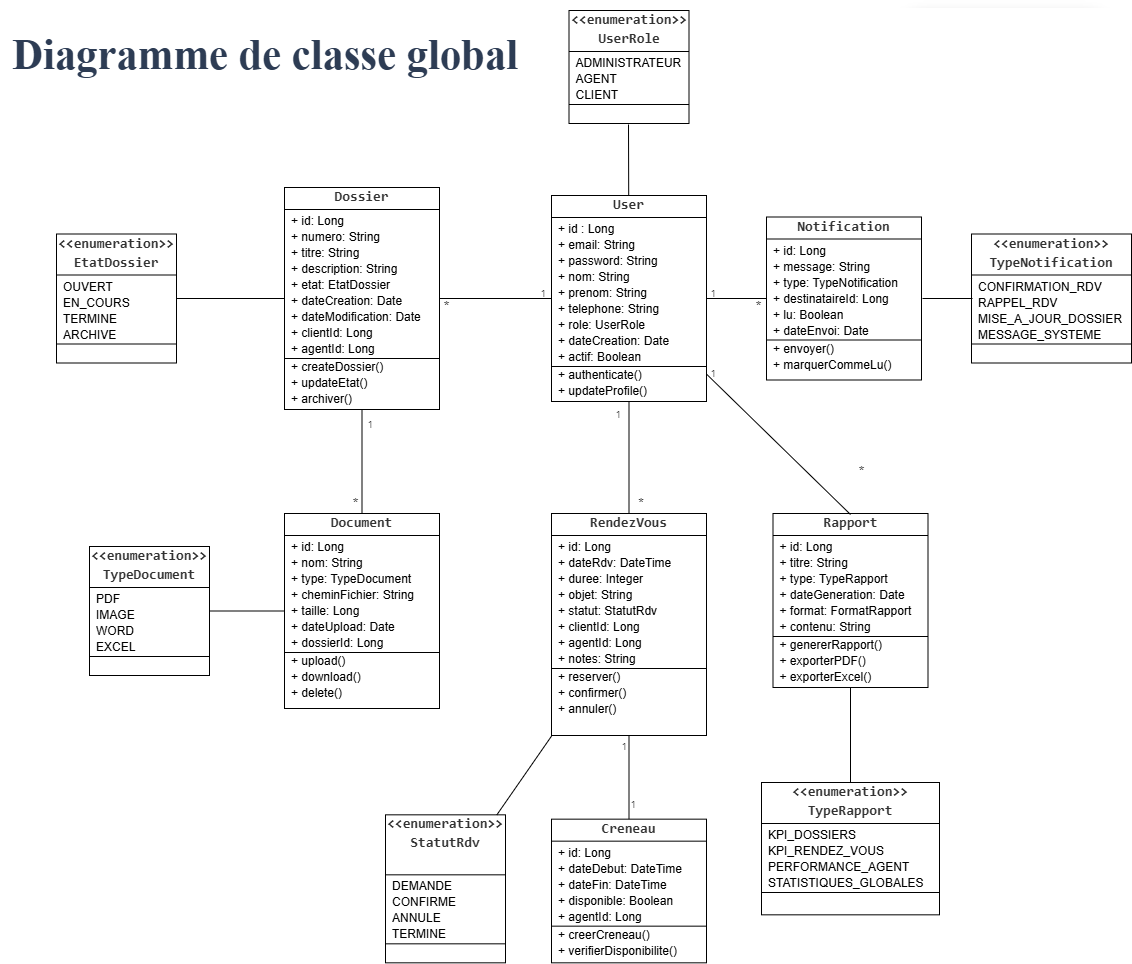 Diagramme de classe global
<<enumeration>>
UserRole
ADMINISTRATEUR
AGENT
CLIENT
Dossier
+ id: Long
+ numero: String
+ titre: String
+ description: String
+ etat: EtatDossier
+ dateCreation: Date
+ dateModification: Date
+ clientId: Long
+ agentId: Long
+ createDossier()
+ updateEtat()
+ archiver()
User
+ id : Long
+ email: String
+ password: String
+ nom: String
+ prenom: String
+ telephone: String
+ role: UserRole
+ dateCreation: Date
+ actif: Boolean
+ authenticate()
+ updateProfile()
Notification
+ id: Long
+ message: String
+ type: TypeNotification
+ destinataireId: Long
+ lu: Boolean
+ dateEnvoi: Date
+ envoyer()
+ marquerCommeLu()
<<enumeration>>
EtatDossier
OUVERT
EN_COURS
TERMINE
ARCHIVE
<<enumeration>>
TypeNotification
CONFIRMATION_RDV
RAPPEL_RDV
MISE_A_JOUR_DOSSIER
MESSAGE_SYSTEME
*
1
1
*
1
1
1
*
*
*
Document
+ id: Long
+ nom: String
+ type: TypeDocument
+ cheminFichier: String
+ taille: Long
+ dateUpload: Date
+ dossierId: Long
+ upload()
+ download()
+ delete()
RendezVous
+ id: Long
+ dateRdv: DateTime
+ duree: Integer
+ objet: String
+ statut: StatutRdv
+ clientId: Long
+ agentId: Long
+ notes: String
+ reserver()
+ confirmer()
+ annuler()
Rapport
+ id: Long
+ titre: String
+ type: TypeRapport
+ dateGeneration: Date
+ format: FormatRapport
+ contenu: String
+ genererRapport()
+ exporterPDF()
+ exporterExcel()
<<enumeration>>
TypeDocument
PDF
IMAGE
WORD
EXCEL
1
1
<<enumeration>>
TypeRapport
KPI_DOSSIERS
KPI_RENDEZ_VOUS
PERFORMANCE_AGENT
STATISTIQUES_GLOBALES
<<enumeration>>
StatutRdv
DEMANDE
CONFIRME
ANNULE
TERMINE
Creneau
+ id: Long
+ dateDebut: DateTime
+ dateFin: DateTime
+ disponible: Boolean
+ agentId: Long
+ creerCreneau()
+ verifierDisponibilite()